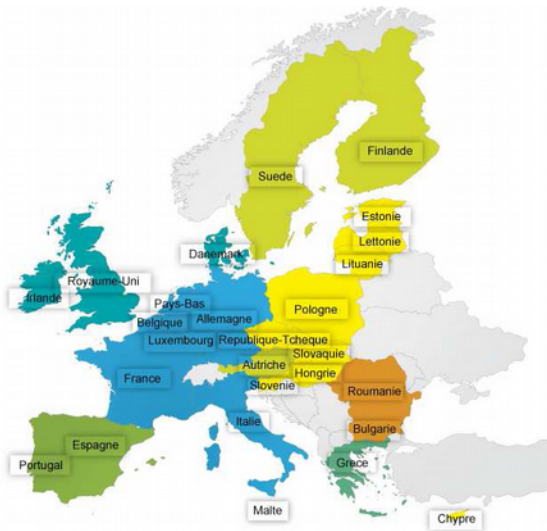 Finlande
Suede
Estonie
Lettonie
Lituanie
Danemark
Royaume-Uni
Irlande
Pays-Bas
Pologne
Belgique
Allemagne
Luxembourg
Republique-Tcheque
Slovaquie
Autriche
Hongrie
France
Slovenie
Roumanie
Italie
Bulgarie
Espagne
Portugal
Grece
Malte
Chypre